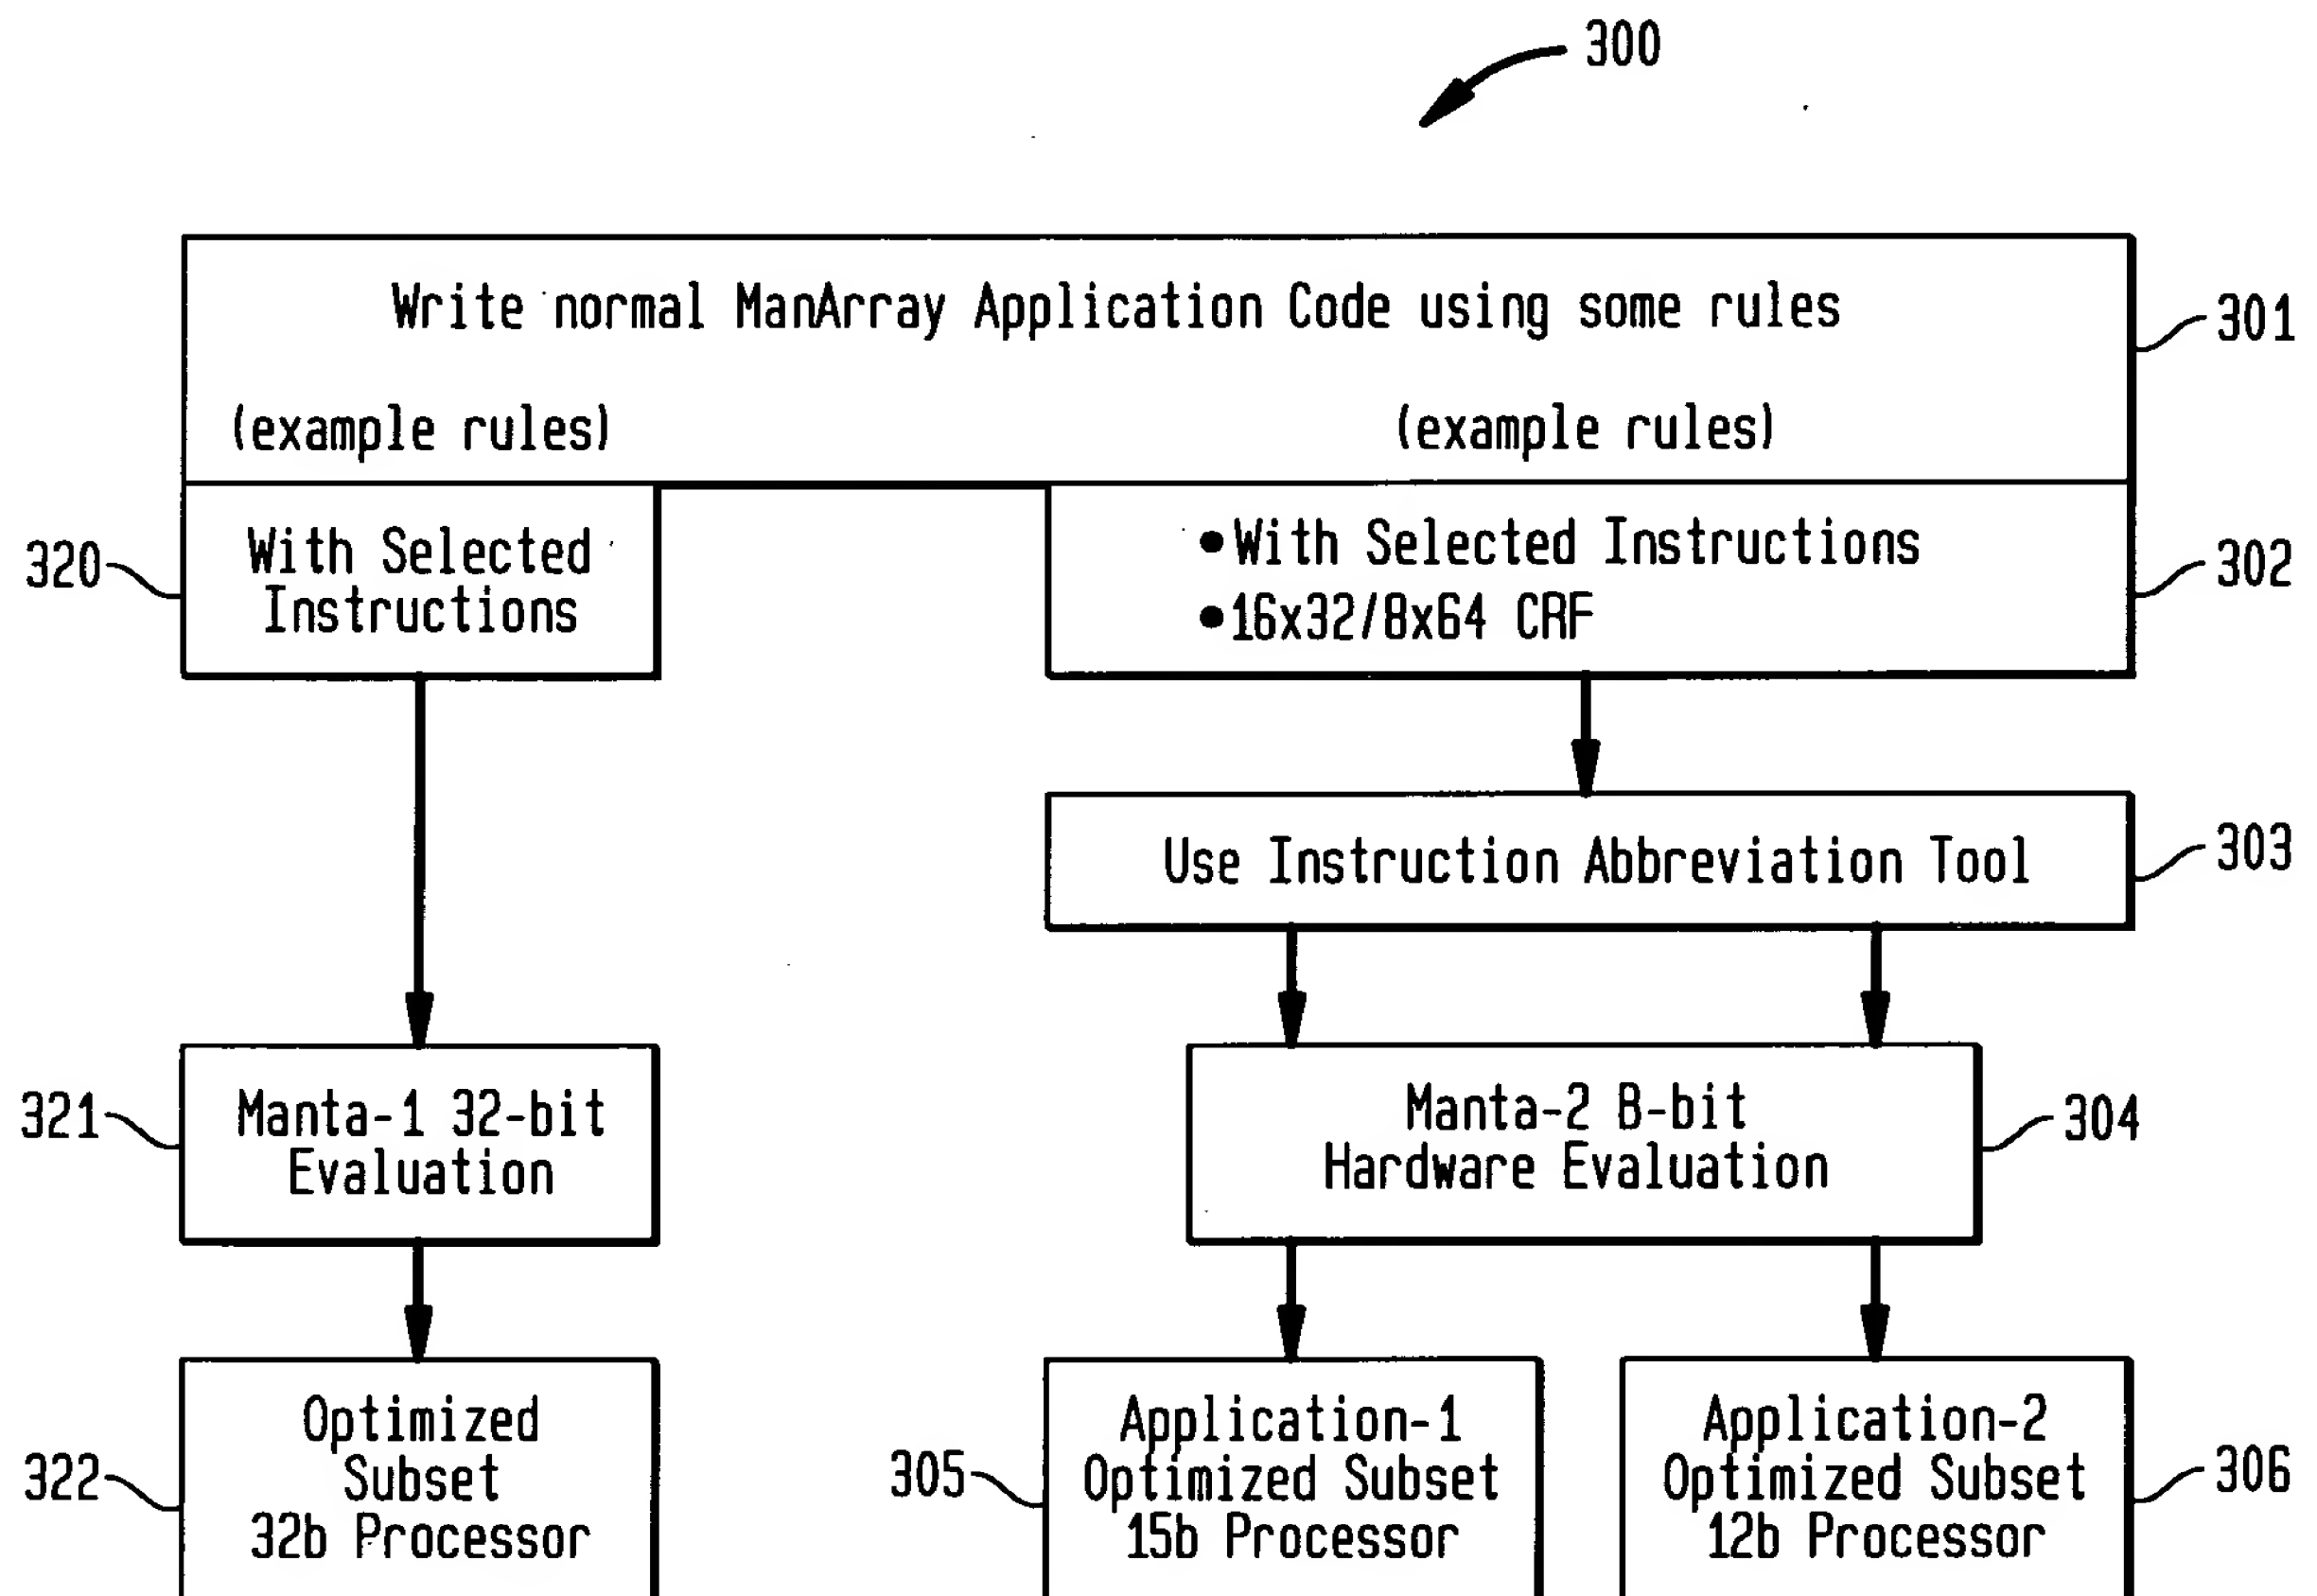 300
Write normal ManArray Application Code using some rules
301
(example rules)
(example rules)
320
With Selected
Instructions
•With Selected Instructions
•16x32/8x64 CRF
302
Use Instruction Abbreviation Tool
303
321
Manta-1 32-bit
Evaluation
Manta-2 B-bit
Hardware Evaluation
304
322
Optimized
Subset
32b Processor
305
Application-1
Optimized Subset
15b Processor
Application-2
Optimized Subset
12b Processor
306